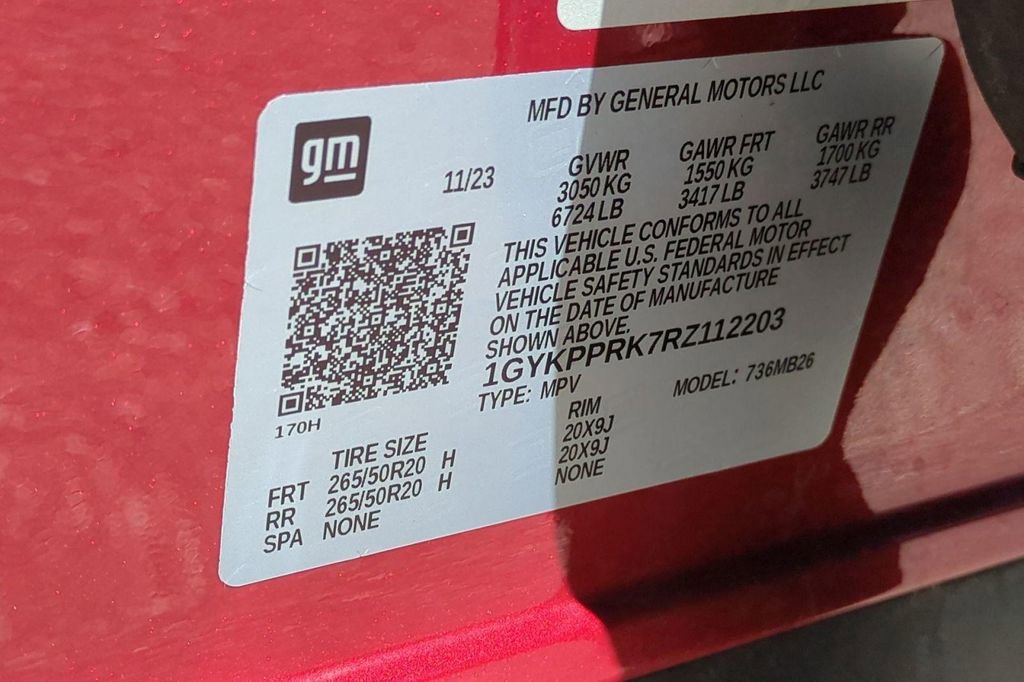 gm
MFD BY GENERAL MOTORS LLC
11/23
GVWR GAWR FRT GAWR RR
3050 KG 1550 KG 1700 KG
6724 LB 3417 LB 3747 LB
THIS VEHICLE CONFORMS TO ALL
APPLICABLE U.S. FEDERAL MOTOR
VEHICLE SAFETY STANDARDS IN EFFECT
ON THE DATE OF MANUFACTURE
SHOWN ABOVE.
1GYKPPRK7RZ112203
TYPE: MPV MODEL: 736MB26
170H
TIRE SIZE RIM
FRT 265/50R20 H 20X9J
RR 265/50R20 H 20X9J
SPA NONE NONE